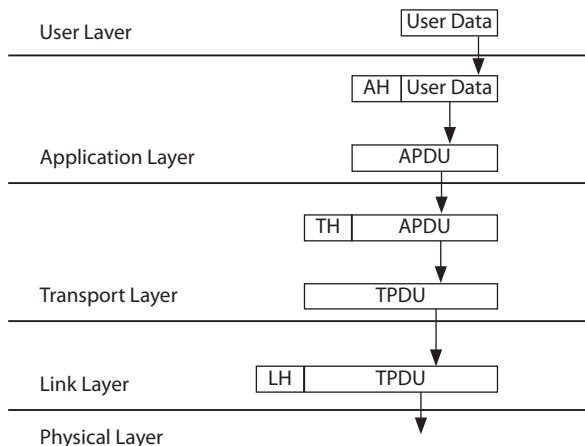 User Laver
User Data
AH User Data
Application Layer
APDU
TH APDU
Transport Layer
TPDU
LH TPDU
Link Layer
Physical Layer